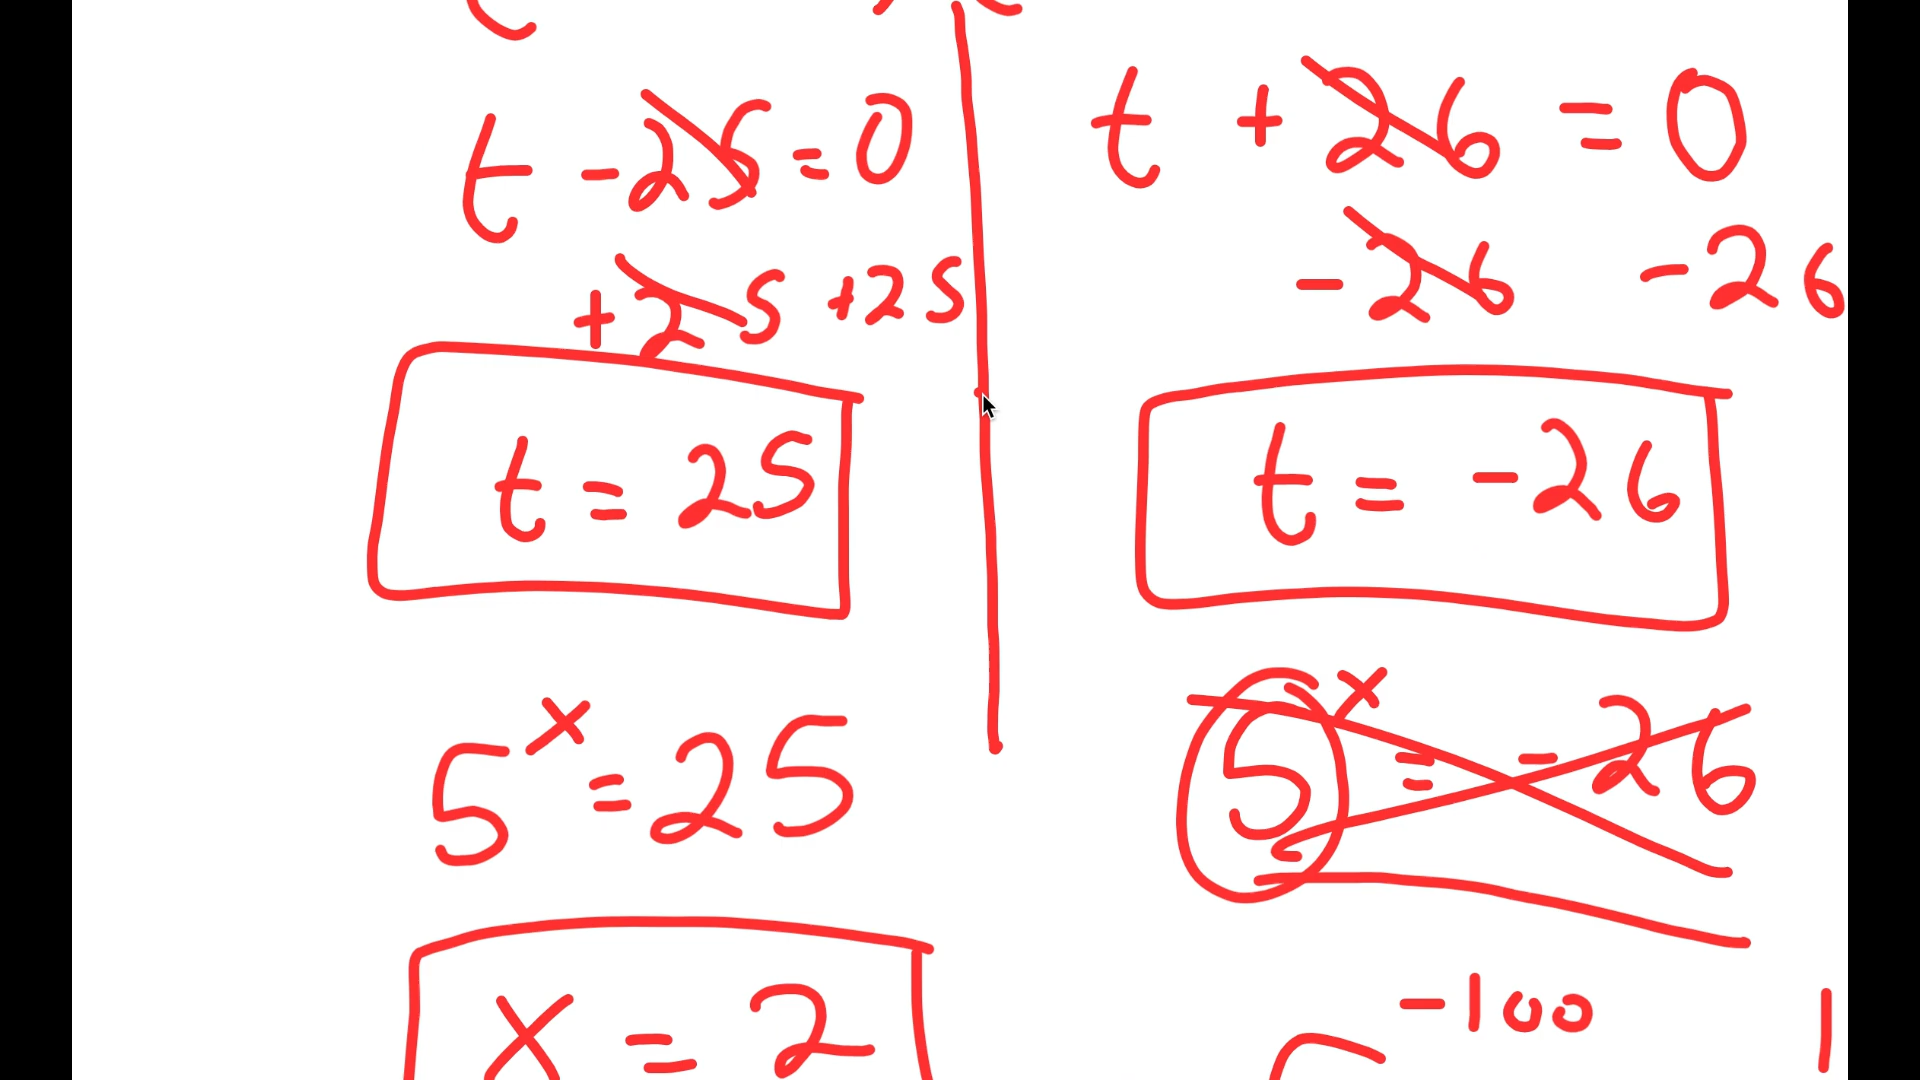 t - 25 = 0
+25 +25
t = 25
5^x = 25
x = 2
t + 26 = 0
-26 -26
t = -26
5^x = -26
-100